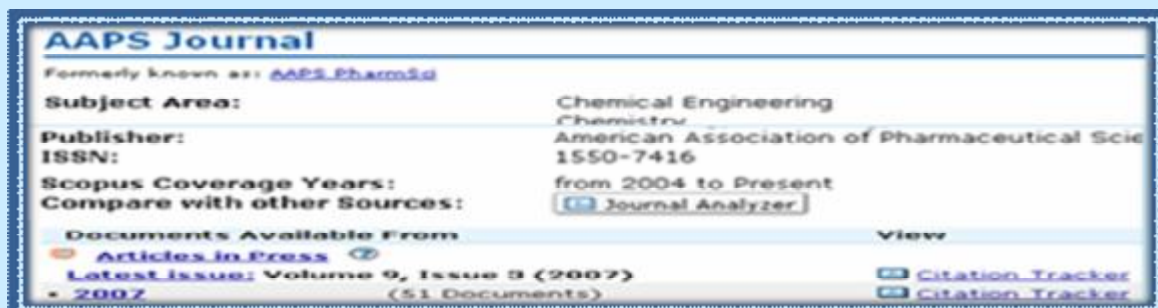 AAPS Journal
Formerly known as: AAPS PharmSci
Subject Area: Chemical Engineering
Chemistry
Publisher: American Association of Pharmaceutical Scie
ISSN: 1550-7416
Scopus Coverage Years: from 2004 to Present
Compare with other Sources: Journal Analyzer
Documents Available From View
Articles in Press ?
Latest issue: Volume 9, Issue 3 (2007) Citation Tracker
• 2007 (51 Documents) Citation Tracker